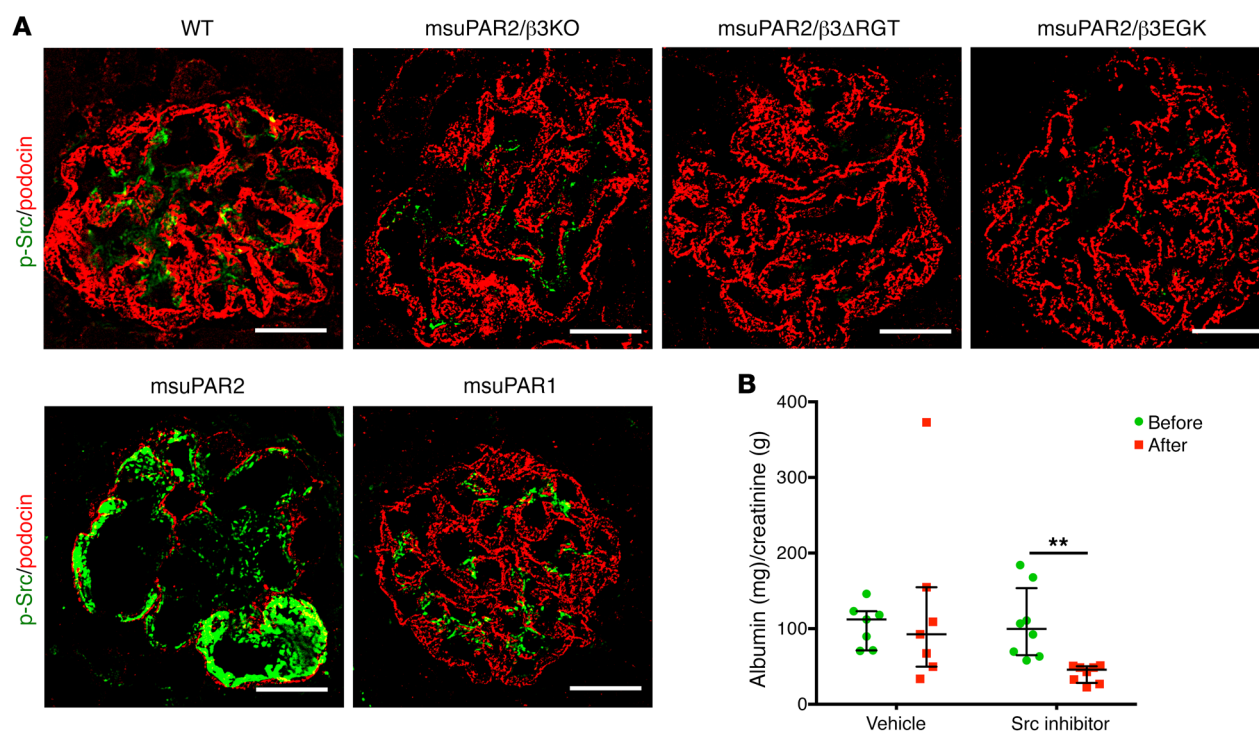 A
WT
msuPAR2/β3KO
msuPAR2/β3ΔRGT
msuPAR2/β3EGK
p-Src/podocin
msuPAR2
msuPAR1
p-Src/podocin
B
Albumin (mg)/creatinine (g)
400
300
200
100
0
Before
After
**
Vehicle
Src inhibitor